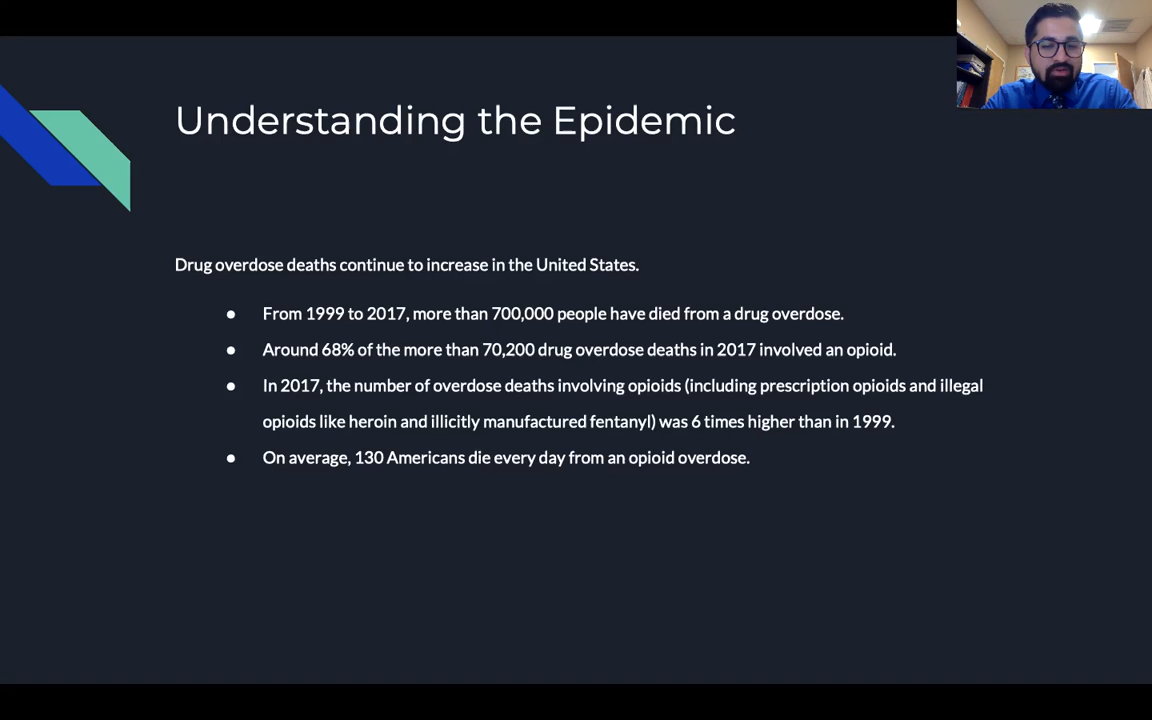 Understanding the Epidemic
Drug overdose deaths continue to increase in the United States.
● From 1999 to 2017, more than 700,000 people have died from a drug overdose.
● Around 68% of the more than 70,200 drug overdose deaths in 2017 involved an opioid.
● In 2017, the number of overdose deaths involving opioids (including prescription opioids and illegal
opioids like heroin and illicitly manufactured fentanyl) was 6 times higher than in 1999.
● On average, 130 Americans die every day from an opioid overdose.